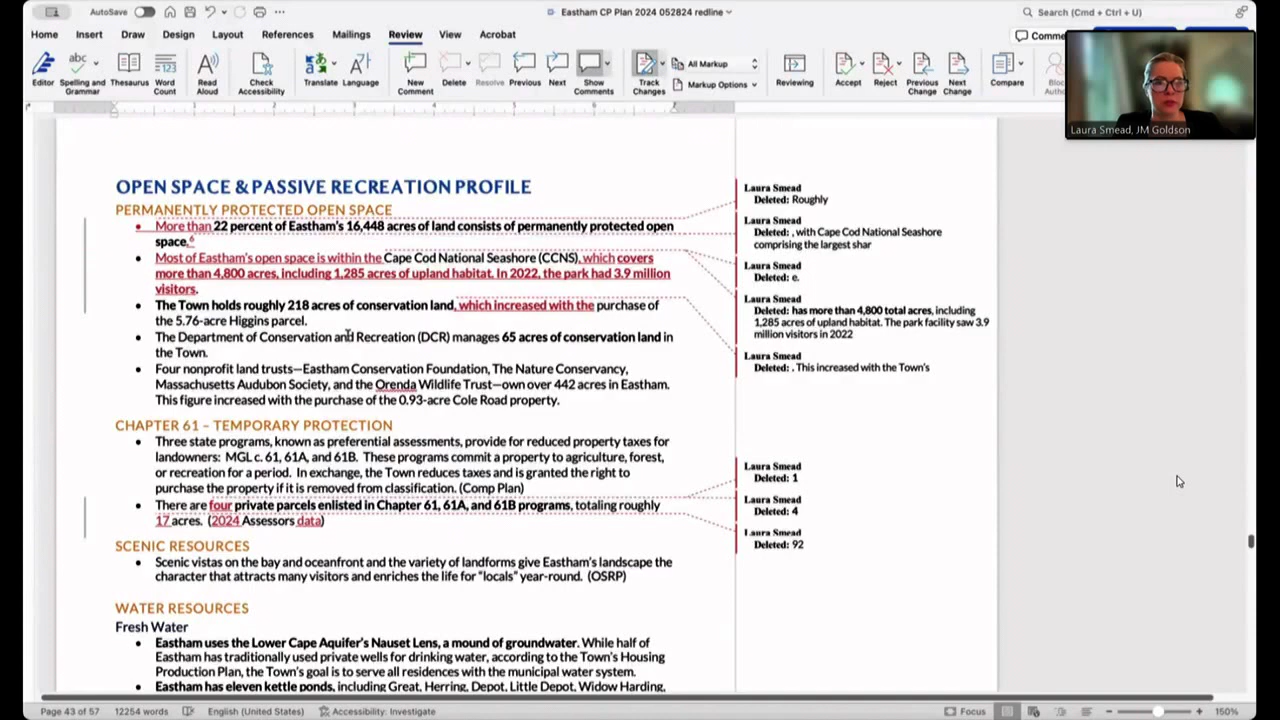 AutoSave
Eastham CP Plan 2024 052824 redline
Search (Cmd + Ctrl + U)
Home Insert Draw Design Layout References Mailings Review View Acrobat
Comme
Editor
Spelling and Grammar
Thesaurus
Word Count
Read Aloud
Check Accessibility
Translate
Language
New Comment
Delete
Resolve
Previous
Next
Show Comments
Track Changes
All Markup
Markup Options
Reviewing
Accept
Reject
Previous Change
Next Change
Compare
Laura Smead, JM Goldson
OPEN SPACE & PASSIVE RECREATION PROFILE
PERMANENTLY PROTECTED OPEN SPACE
• More than 22 percent of Eastham's 16,448 acres of land consists of permanently protected open
space.6
• Most of Eastham's open space is within the Cape Cod National Seashore (CCNS), which covers
more than 4,800 acres, including 1,285 acres of upland habitat. In 2022, the park had 3.9 million
visitors.
• The Town holds roughly 218 acres of conservation land, which increased with the purchase of
the 5.76-acre Higgins parcel.
• The Department of Conservation and Recreation (DCR) manages 65 acres of conservation land in
the Town.
• Four nonprofit land trusts—Eastham Conservation Foundation, The Nature Conservancy,
Massachusetts Audubon Society, and the Orenda Wildlife Trust—own over 442 acres in Eastham.
This figure increased with the purchase of the 0.93-acre Cole Road property.
CHAPTER 61 – TEMPORARY PROTECTION
• Three state programs, known as preferential assessments, provide for reduced property taxes for
landowners: MGL c. 61, 61A, and 61B. These programs commit a property to agriculture, forest,
or recreation for a period. In exchange, the Town reduces taxes and is granted the right to
purchase the property if it is removed from classification. (Comp Plan)
• There are four private parcels enlisted in Chapter 61, 61A, and 61B programs, totaling roughly
17 acres. (2024 Assessors data)
SCENIC RESOURCES
• Scenic vistas on the bay and oceanfront and the variety of landforms give Eastham's landscape the
character that attracts many visitors and enriches the life for "locals" year-round. (OSRP)
WATER RESOURCES
Fresh Water
• Eastham uses the Lower Cape Aquifer's Nauset Lens, a mound of groundwater. While half of
Eastham has traditionally used private wells for drinking water, according to the Town's Housing
Production Plan, the Town's goal is to serve all residences with the municipal water system.
• Eastham has eleven kettle ponds, including Great, Herring, Depot, Little Depot, Widow Harding,
Laura Smead
Deleted: Roughly
Laura Smead
Deleted: , with Cape Cod National Seashore
comprising the largest shar
Laura Smead
Deleted: e.
Laura Smead
Deleted: has more than 4,800 total acres, including
1,285 acres of upland habitat. The park facility saw 3.9
million visitors in 2022
Laura Smead
Deleted: . This increased with the Town's
Laura Smead
Deleted: 1
Laura Smead
Deleted: 4
Laura Smead
Deleted: 92
Page 43 of 57 12254 words English (United States) Accessibility: Investigate Focus 150%